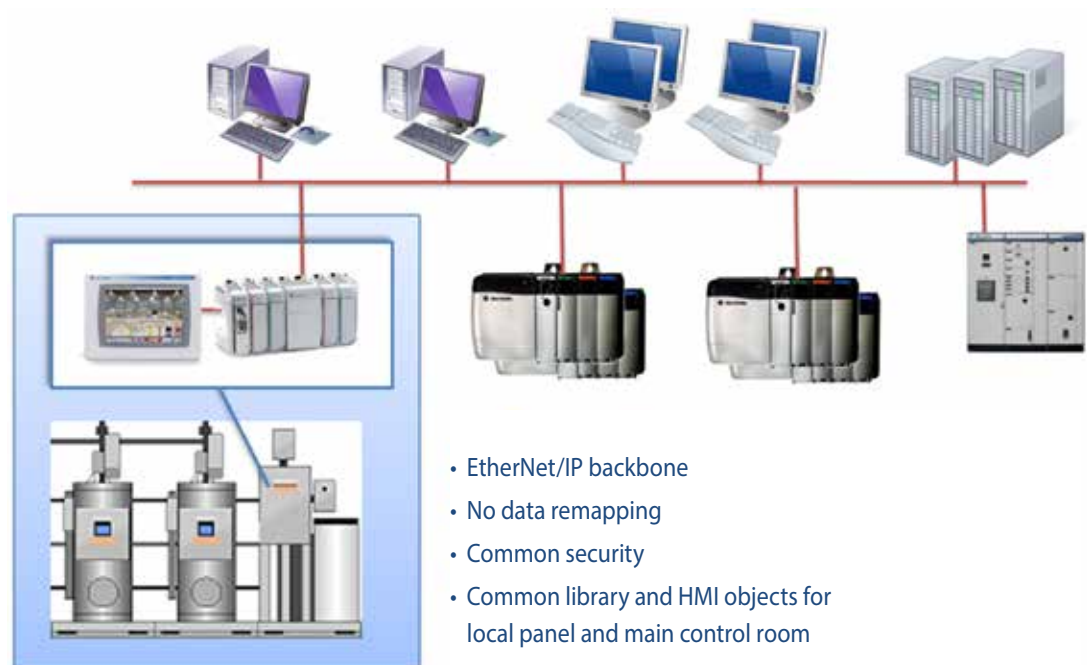 • EtherNet/IP backbone
• No data remapping
• Common security
• Common library and HMI objects for
local panel and main control room